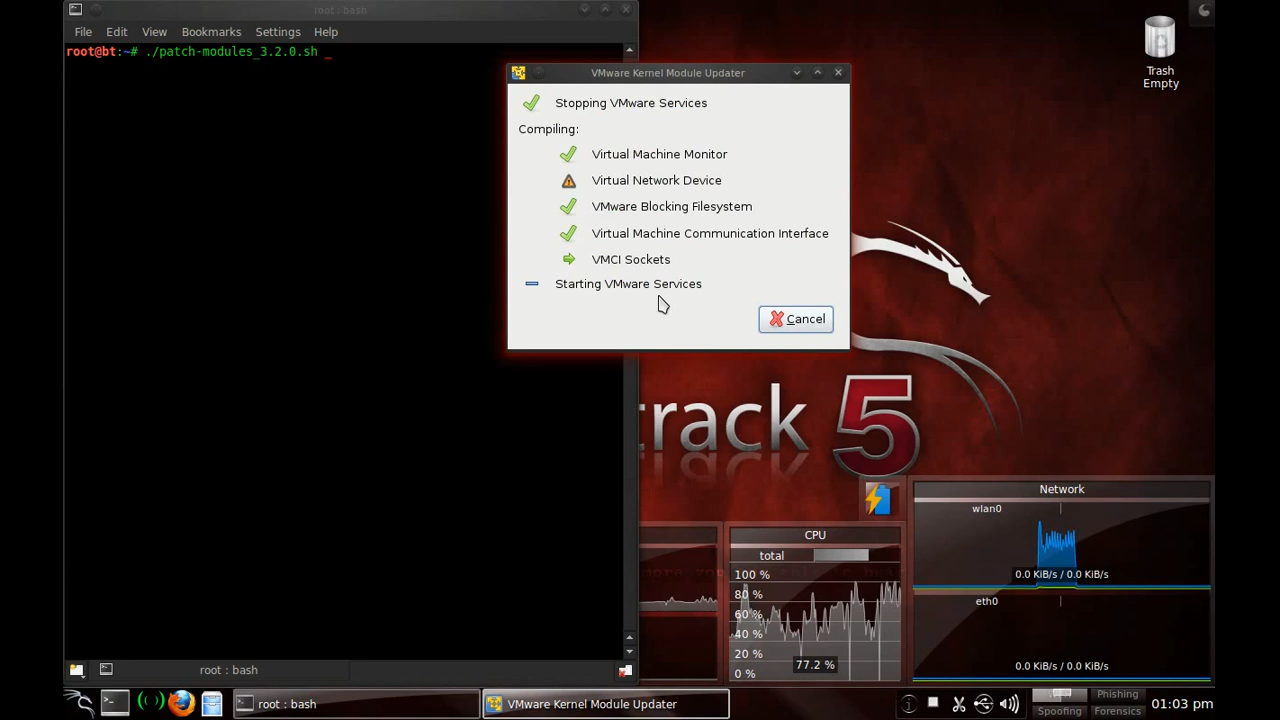 root : bash
File Edit View Bookmarks Settings Help
root@bt:~# ./patch-modules_3.2.0.sh _
VMware Kernel Module Updater
Stopping VMware Services
Compiling:
Virtual Machine Monitor
Virtual Network Device
VMware Blocking Filesystem
Virtual Machine Communication Interface
VMCI Sockets
Starting VMware Services
Cancel
Trash
Empty
track 5
Network
wlan0
0.0 KiB/s / 0.0 KiB/s
eth0
0.0 KiB/s / 0.0 KiB/s
CPU
total
100 %
80 %
60 %
40 %
20 %
0 %
77.2 %
root : bash
root : bash
VMware Kernel Module Updater
Phishing
Spoofing Forensics
01:03 pm